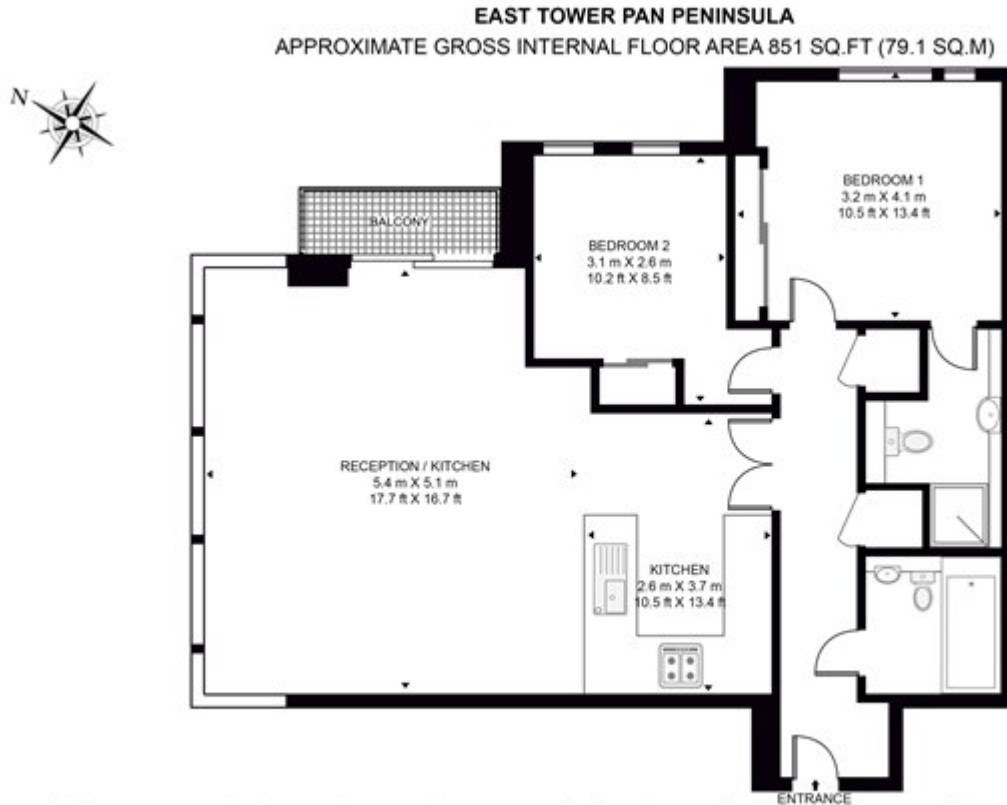 EAST TOWER PAN PENINSULA
APPROXIMATE GROSS INTERNAL FLOOR AREA 851 SQ.FT (79.1 SQ.M)
N
BALCONY
BEDROOM 1
3.2 m X 4.1 m
10.5 ft X 13.4 ft
BEDROOM 2
3.1 m X 2.6 m
10.2 ft X 8.5 ft
RECEPTION / KITCHEN
5.4 m X 5.1 m
17.7 ft X 16.7 ft
KITCHEN
2.6 m X 3.7 m
10.5 ft X 13.4 ft
ENTRANCE